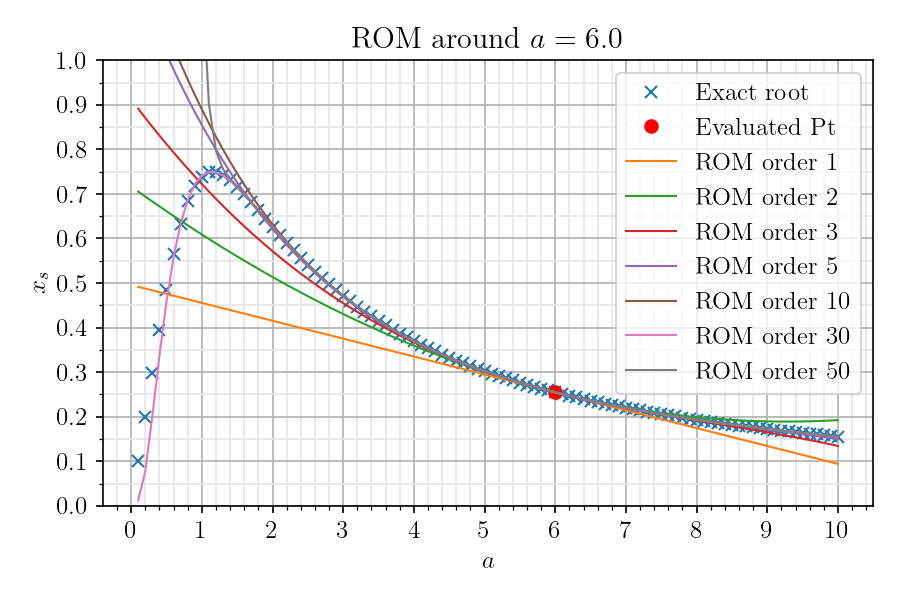 ROM around a = 6.0
1.0
0.9
0.8
0.7
0.6
0.5
0.4
0.3
0.2
0.1
0.0
x_s
Exact root
Evaluated Pt
ROM order 1
ROM order 2
ROM order 3
ROM order 5
ROM order 10
ROM order 30
ROM order 50
0 1 2 3 4 5 6 7 8 9 10
a